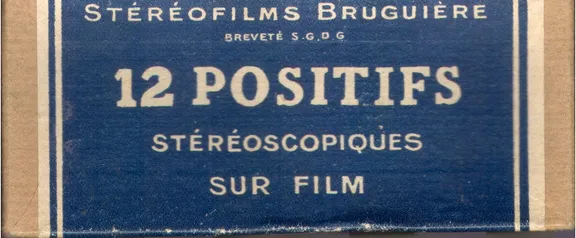 STÉRÉOFILMS BRUGUIÈRE
BREVETÉ S.G.D G
12 POSITIFS
STÉRÉOSCOPIQUES
SUR FILM